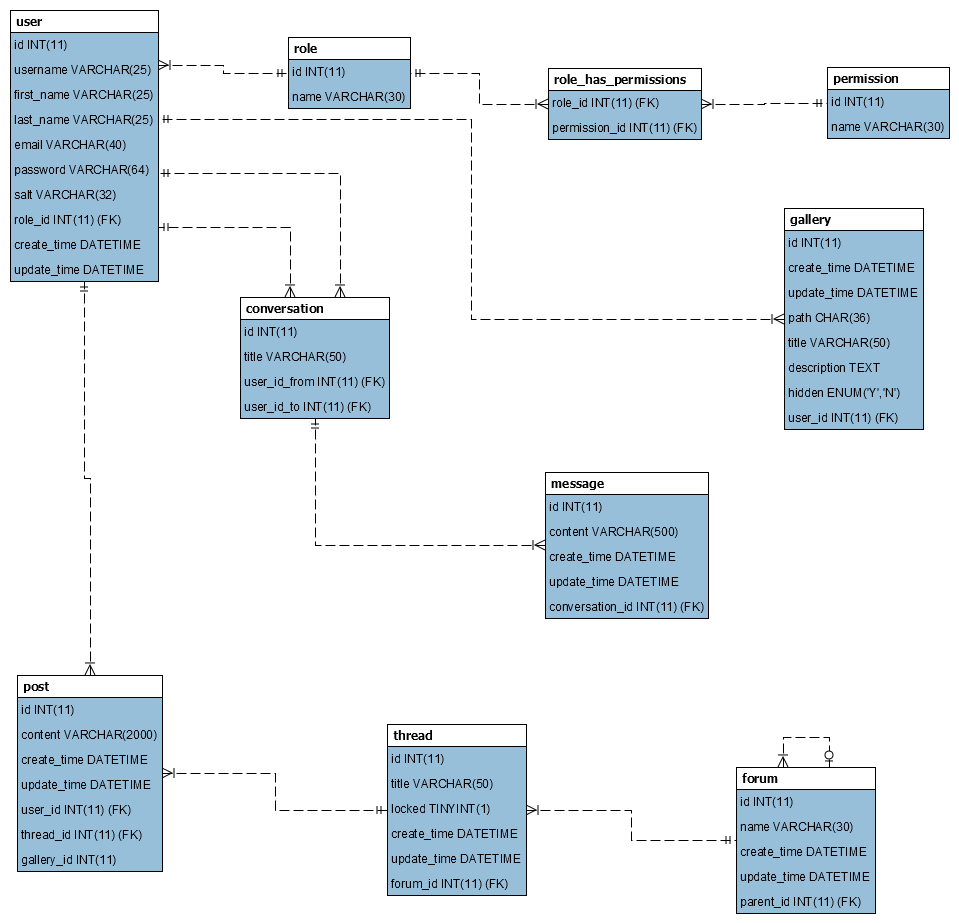 user
id INT(11)
username VARCHAR(25)
first_name VARCHAR(25)
last_name VARCHAR(25)
email VARCHAR(40)
password VARCHAR(64)
salt VARCHAR(32)
role_id INT(11) (FK)
create_time DATETIME
update_time DATETIME
role
id INT(11)
name VARCHAR(30)
role_has_permissions
role_id INT(11) (FK)
permission_id INT(11) (FK)
permission
id INT(11)
name VARCHAR(30)
gallery
id INT(11)
create_time DATETIME
update_time DATETIME
path CHAR(36)
title VARCHAR(50)
description TEXT
hidden ENUM('Y','N')
user_id INT(11) (FK)
conversation
id INT(11)
title VARCHAR(50)
user_id_from INT(11) (FK)
user_id_to INT(11) (FK)
message
id INT(11)
content VARCHAR(500)
create_time DATETIME
update_time DATETIME
conversation_id INT(11) (FK)
post
id INT(11)
content VARCHAR(2000)
create_time DATETIME
update_time DATETIME
user_id INT(11) (FK)
thread_id INT(11) (FK)
gallery_id INT(11)
thread
id INT(11)
title VARCHAR(50)
locked TINYINT(1)
create_time DATETIME
update_time DATETIME
forum_id INT(11) (FK)
forum
id INT(11)
name VARCHAR(30)
create_time DATETIME
update_time DATETIME
parent_id INT(11) (FK)